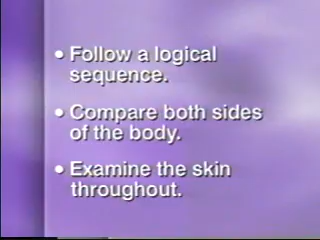 • Follow a logical
sequence.
• Compare both sides
of the body.
• Examine the skin
throughout.